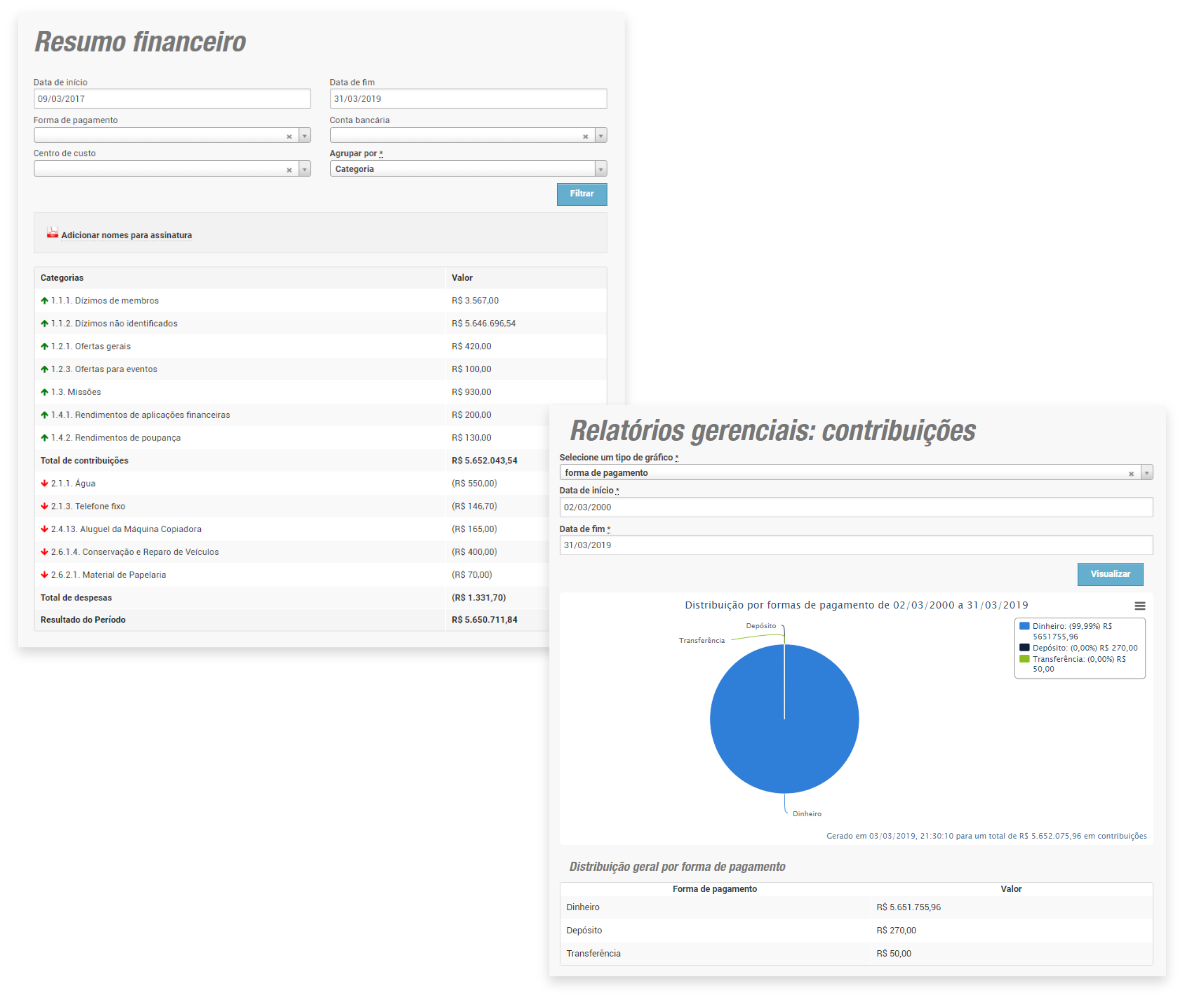 Resumo financeiro
Data de início
Data de fim
09/03/2017
31/03/2019
Forma de pagamento
Conta bancária
Centro de custo
Agrupar por *
Categoria
Filtrar
Adicionar nomes para assinatura
Categorias Valor
1.1.1. Dízimos de membros R$ 3.567,00
1.1.2. Dízimos não identificados R$ 5.646.696,54
1.2.1. Ofertas gerais R$ 420,00
1.2.3. Ofertas para eventos R$ 100,00
1.3. Missões R$ 930,00
1.4.1. Rendimentos de aplicações financeiras R$ 200,00
1.4.2. Rendimentos de poupança R$ 130,00
Total de contribuições R$ 5.652.043,54
2.1.1. Água (R$ 550,00)
2.1.3. Telefone fixo (R$ 146,70)
2.4.13. Aluguel da Máquina Copiadora (R$ 165,00)
2.6.1.4. Conservação e Reparo de Veículos (R$ 400,00)
2.6.2.1. Material de Papelaria (R$ 70,00)
Total de despesas (R$ 1.331,70)
Resultado do Período R$ 5.650.711,84
Relatórios gerenciais: contribuições
Selecione um tipo de gráfico *
forma de pagamento
Data de início *
02/03/2000
Data de fim *
31/03/2019
Visualizar
Distribuição por formas de pagamento de 02/03/2000 a 31/03/2019
Depósito
Transferência
Dinheiro
Dinheiro: (99,99%) R$
5651755,96
Depósito: (0,00%) R$ 270,00
Transferência: (0,00%) R$
50,00
Gerado em 03/03/2019, 21:30:10 para um total de R$ 5.652.075,96 em contribuições
Distribuição geral por forma de pagamento
Forma de pagamento Valor
Dinheiro R$ 5.651.755,96
Depósito R$ 270,00
Transferência R$ 50,00